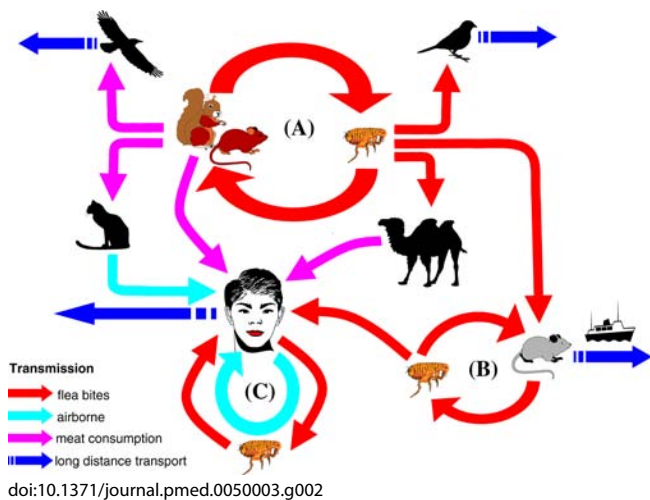 (A)
(B)
(C)
Transmission
flea bites
airborne
meat consumption
long distance transport
doi:10.1371/journal.pmed.0050003.g002